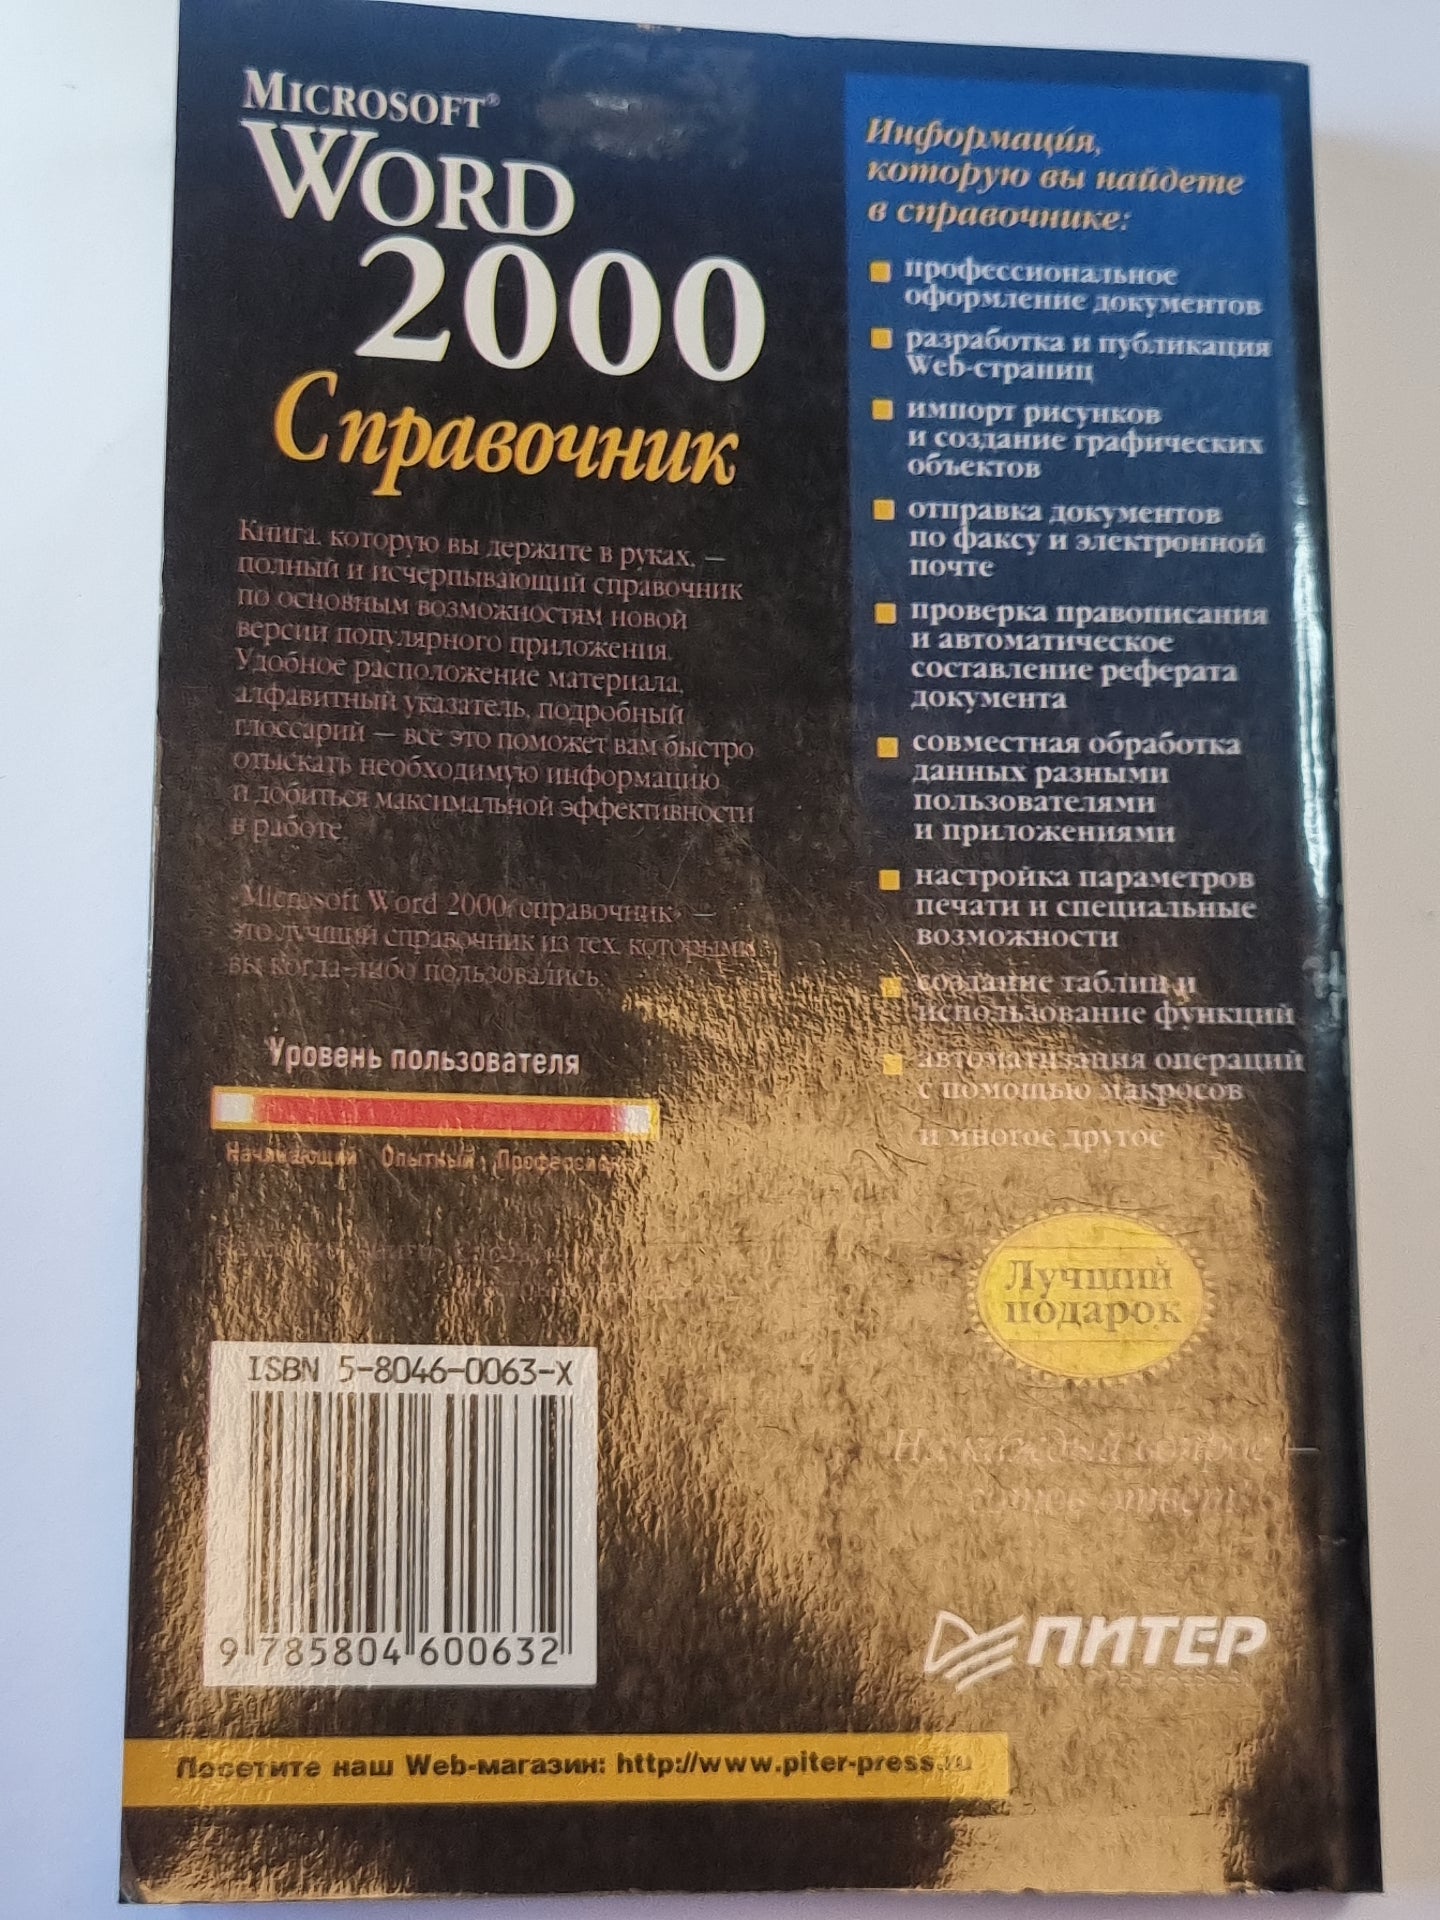 MICROSOFT®
WORD
2000
Справочник
Книга, которую вы держите в руках, —
полный и исчерпывающий справочник
по основным возможностям новой
версии популярного приложения.
Удобное расположение материала,
алфавитный указатель, подробный
глоссарий — все это поможет вам быстро
отыскать необходимую информацию
и добиться максимальной эффективности
в работе.
«Microsoft Word 2000: справочник» —
это лучший справочник из тех, которыми
вы когда-либо пользовались.
Уровень пользователя
Начинающий Опытный
ISBN 5-8046-0063-X
9 785804 600632
Посетите наш Web-магазин: http://www.piter-press.ru
Информация,
которую вы найдете
в справочнике:
профессиональное
оформление документов
разработка и публикация
Web-страниц
импорт рисунков
и создание графических
объектов
отправка документов
по факсу и электронной
почте
проверка правописания
и автоматическое
составление реферата
документа
совместная обработка
данных разными
пользователями
и приложениями
настройка параметров
печати и специальные
возможности
создание таблиц и
использование функций
автоматизация операций
с помощью макросов
и многое другое
Лучший
подарок
На каждый вопрос —
готов ответ!
ПИТЕР